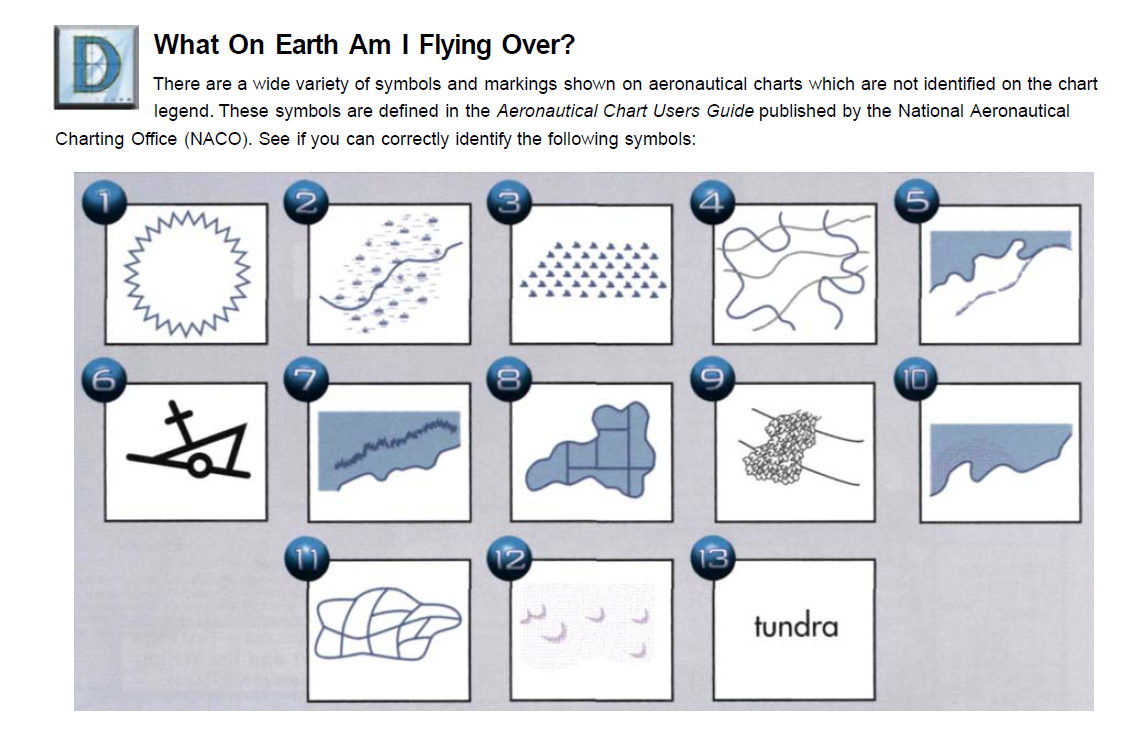 D
What On Earth Am I Flying Over?
There are a wide variety of symbols and markings shown on aeronautical charts which are not identified on the chart
legend. These symbols are defined in the Aeronautical Chart Users Guide published by the National Aeronautical
Charting Office (NACO). See if you can correctly identify the following symbols:
1 2 3 4 5
6 7 8 9 10
11 12 13
tundra